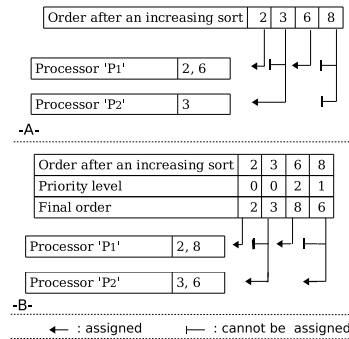 Order after an increasing sort 2 3 6 8
Processor 'P1' 2, 6
Processor 'P2' 3
-A-
Order after an increasing sort 2 3 6 8
Priority level 0 0 2 1
Final order 2 3 8 6
Processor 'P1' 2, 8
Processor 'P2' 3, 6
-B-
: assigned : cannot be assigned